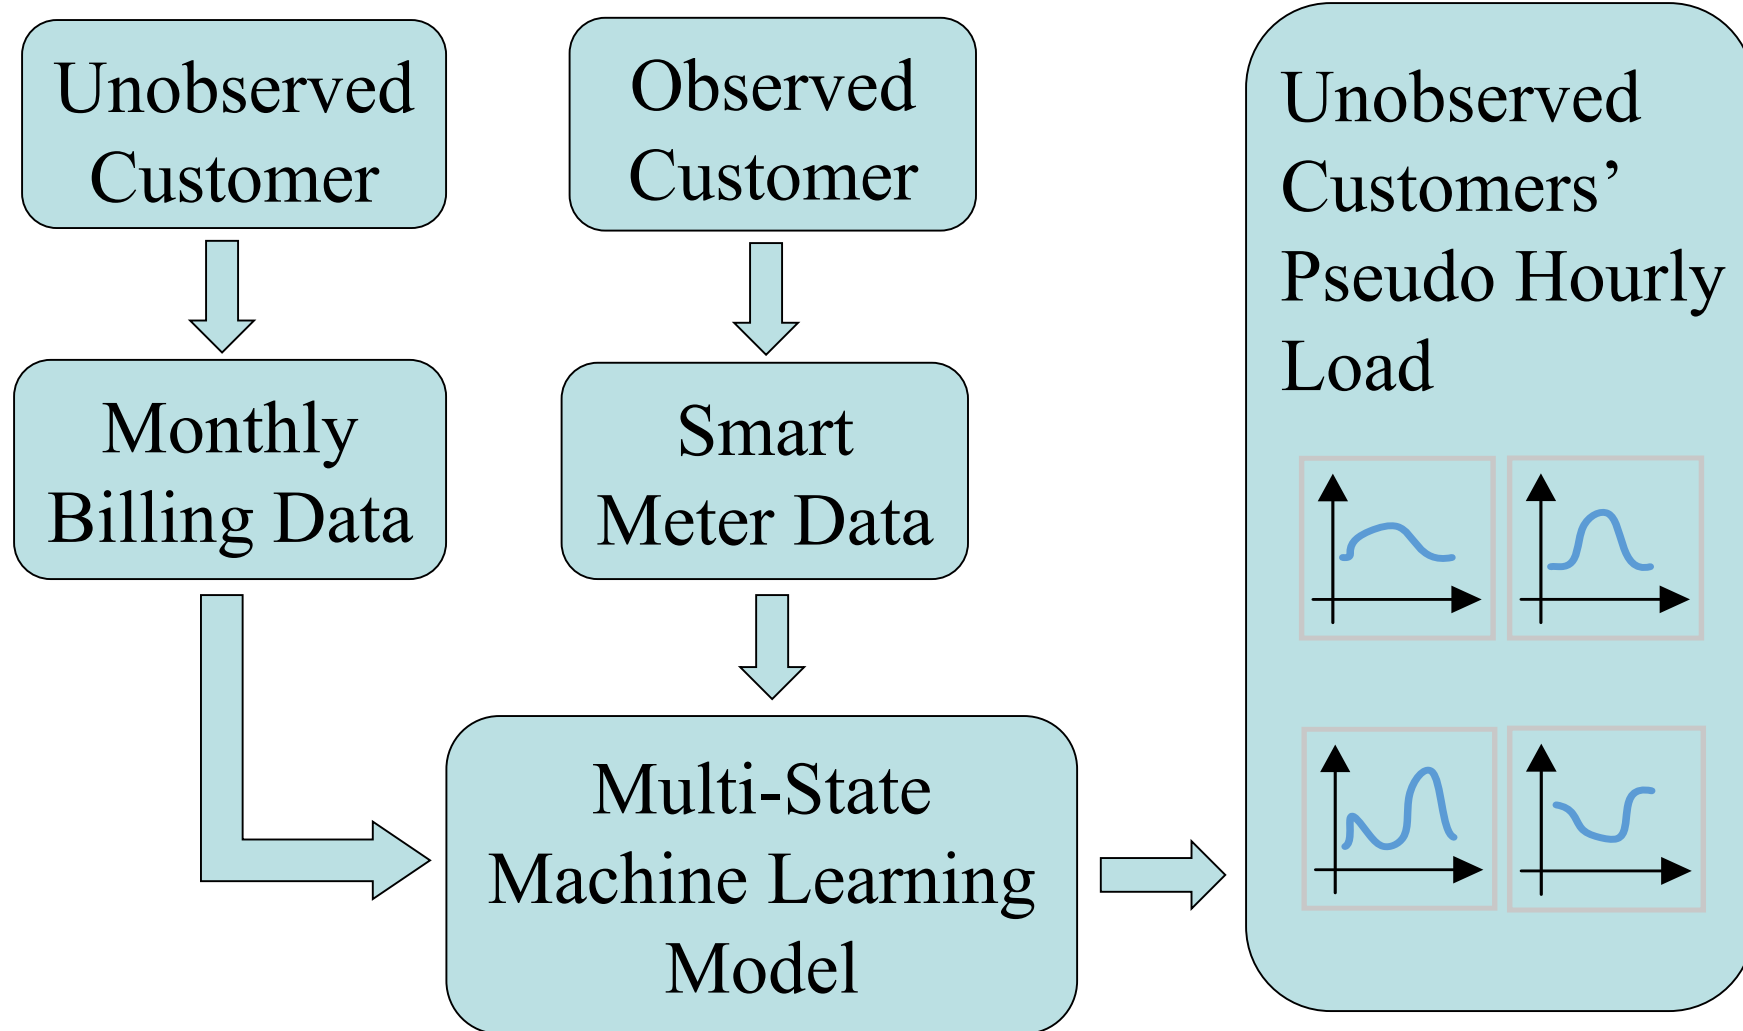 Unobserved
Customer
Observed
Customer
Monthly
Billing Data
Smart
Meter Data
Multi-State
Machine Learning
Model
Unobserved
Customers’
Pseudo Hourly
Load